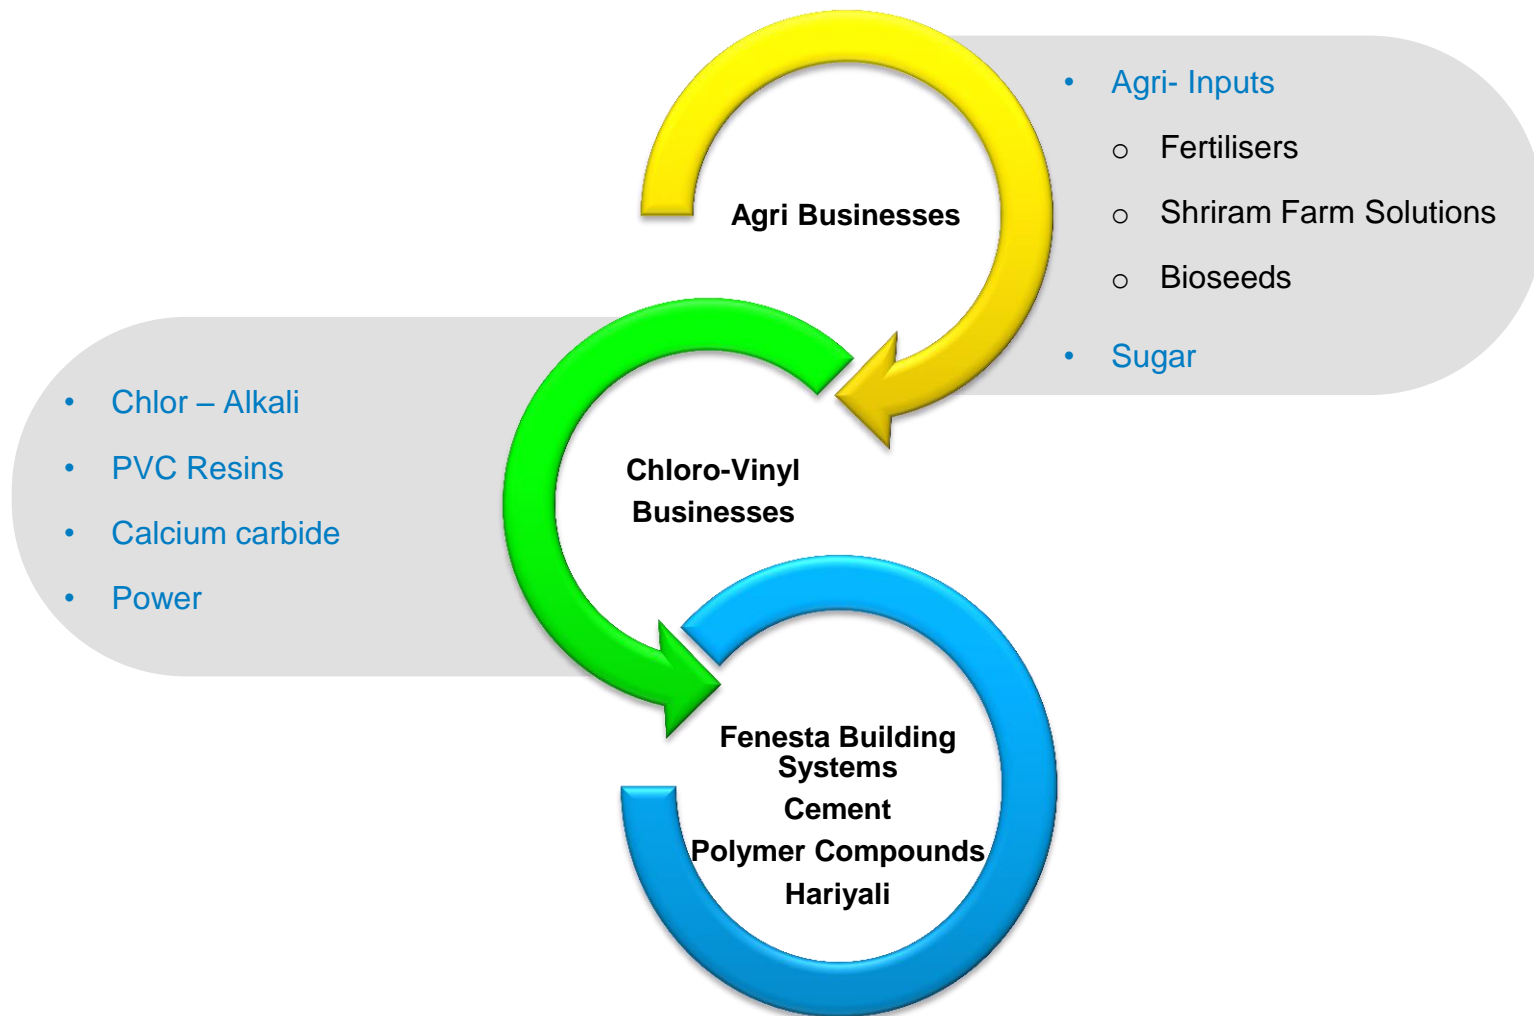 Agri Businesses
• Agri- Inputs
o Fertilisers
o Shriram Farm Solutions
o Bioseeds
• Sugar
• Chlor – Alkali
• PVC Resins
• Calcium carbide
• Power
Chloro-Vinyl
Businesses
Fenesta Building
Systems
Cement
Polymer Compounds
Hariyali